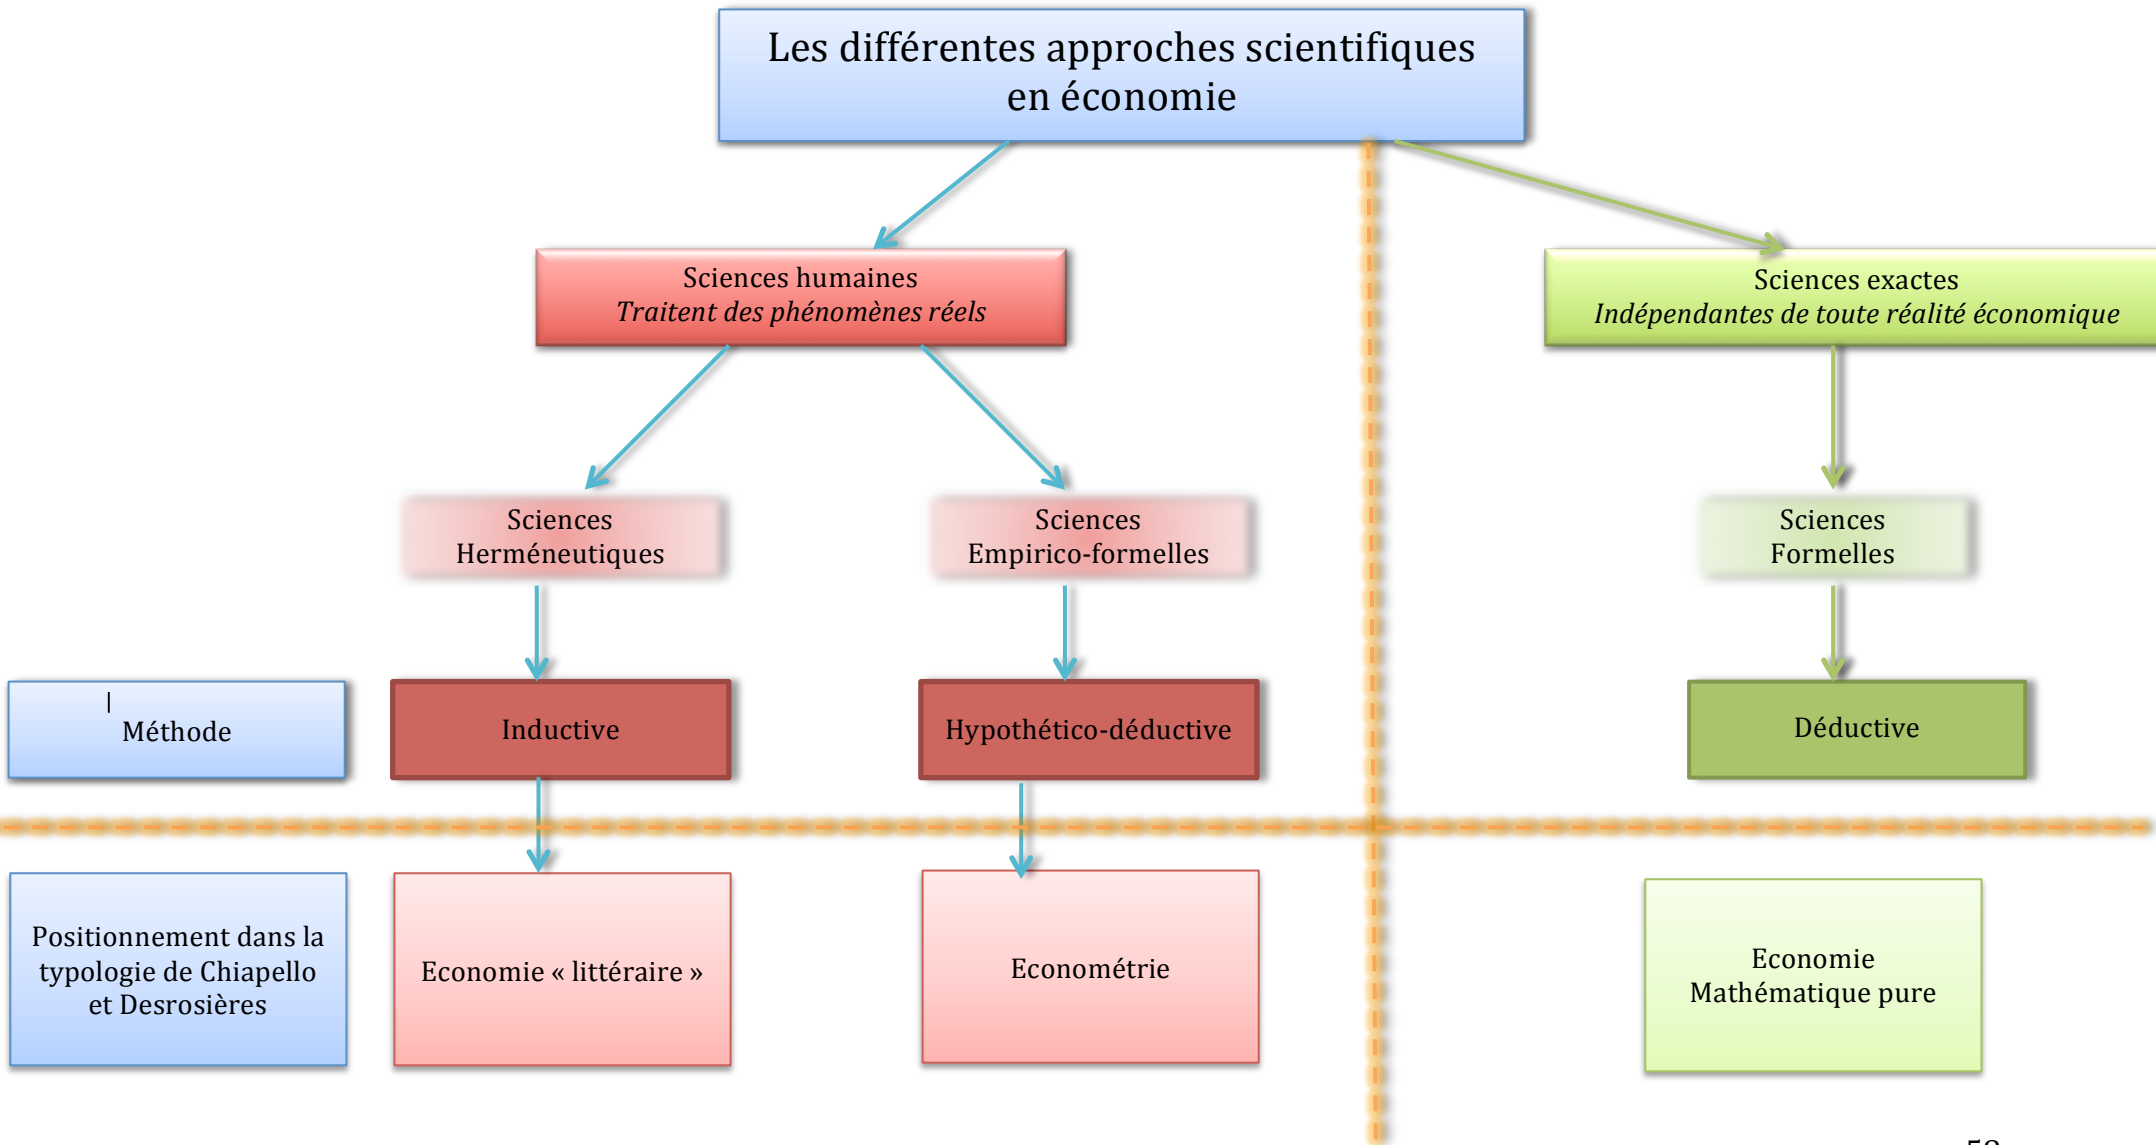 Les différentes approches scientifiques
en économie
Sciences humaines
Traitent des phénomènes réels
Sciences exactes
Indépendantes de toute réalité économique
Sciences
Herméneutiques
Sciences
Empirico-formelles
Sciences
Formelles
Méthode
Inductive
Hypothético-déductive
Déductive
Positionnement dans la
typologie de Chiapello
et Desrosières
Economie « littéraire »
Econométrie
Economie
Mathématique pure